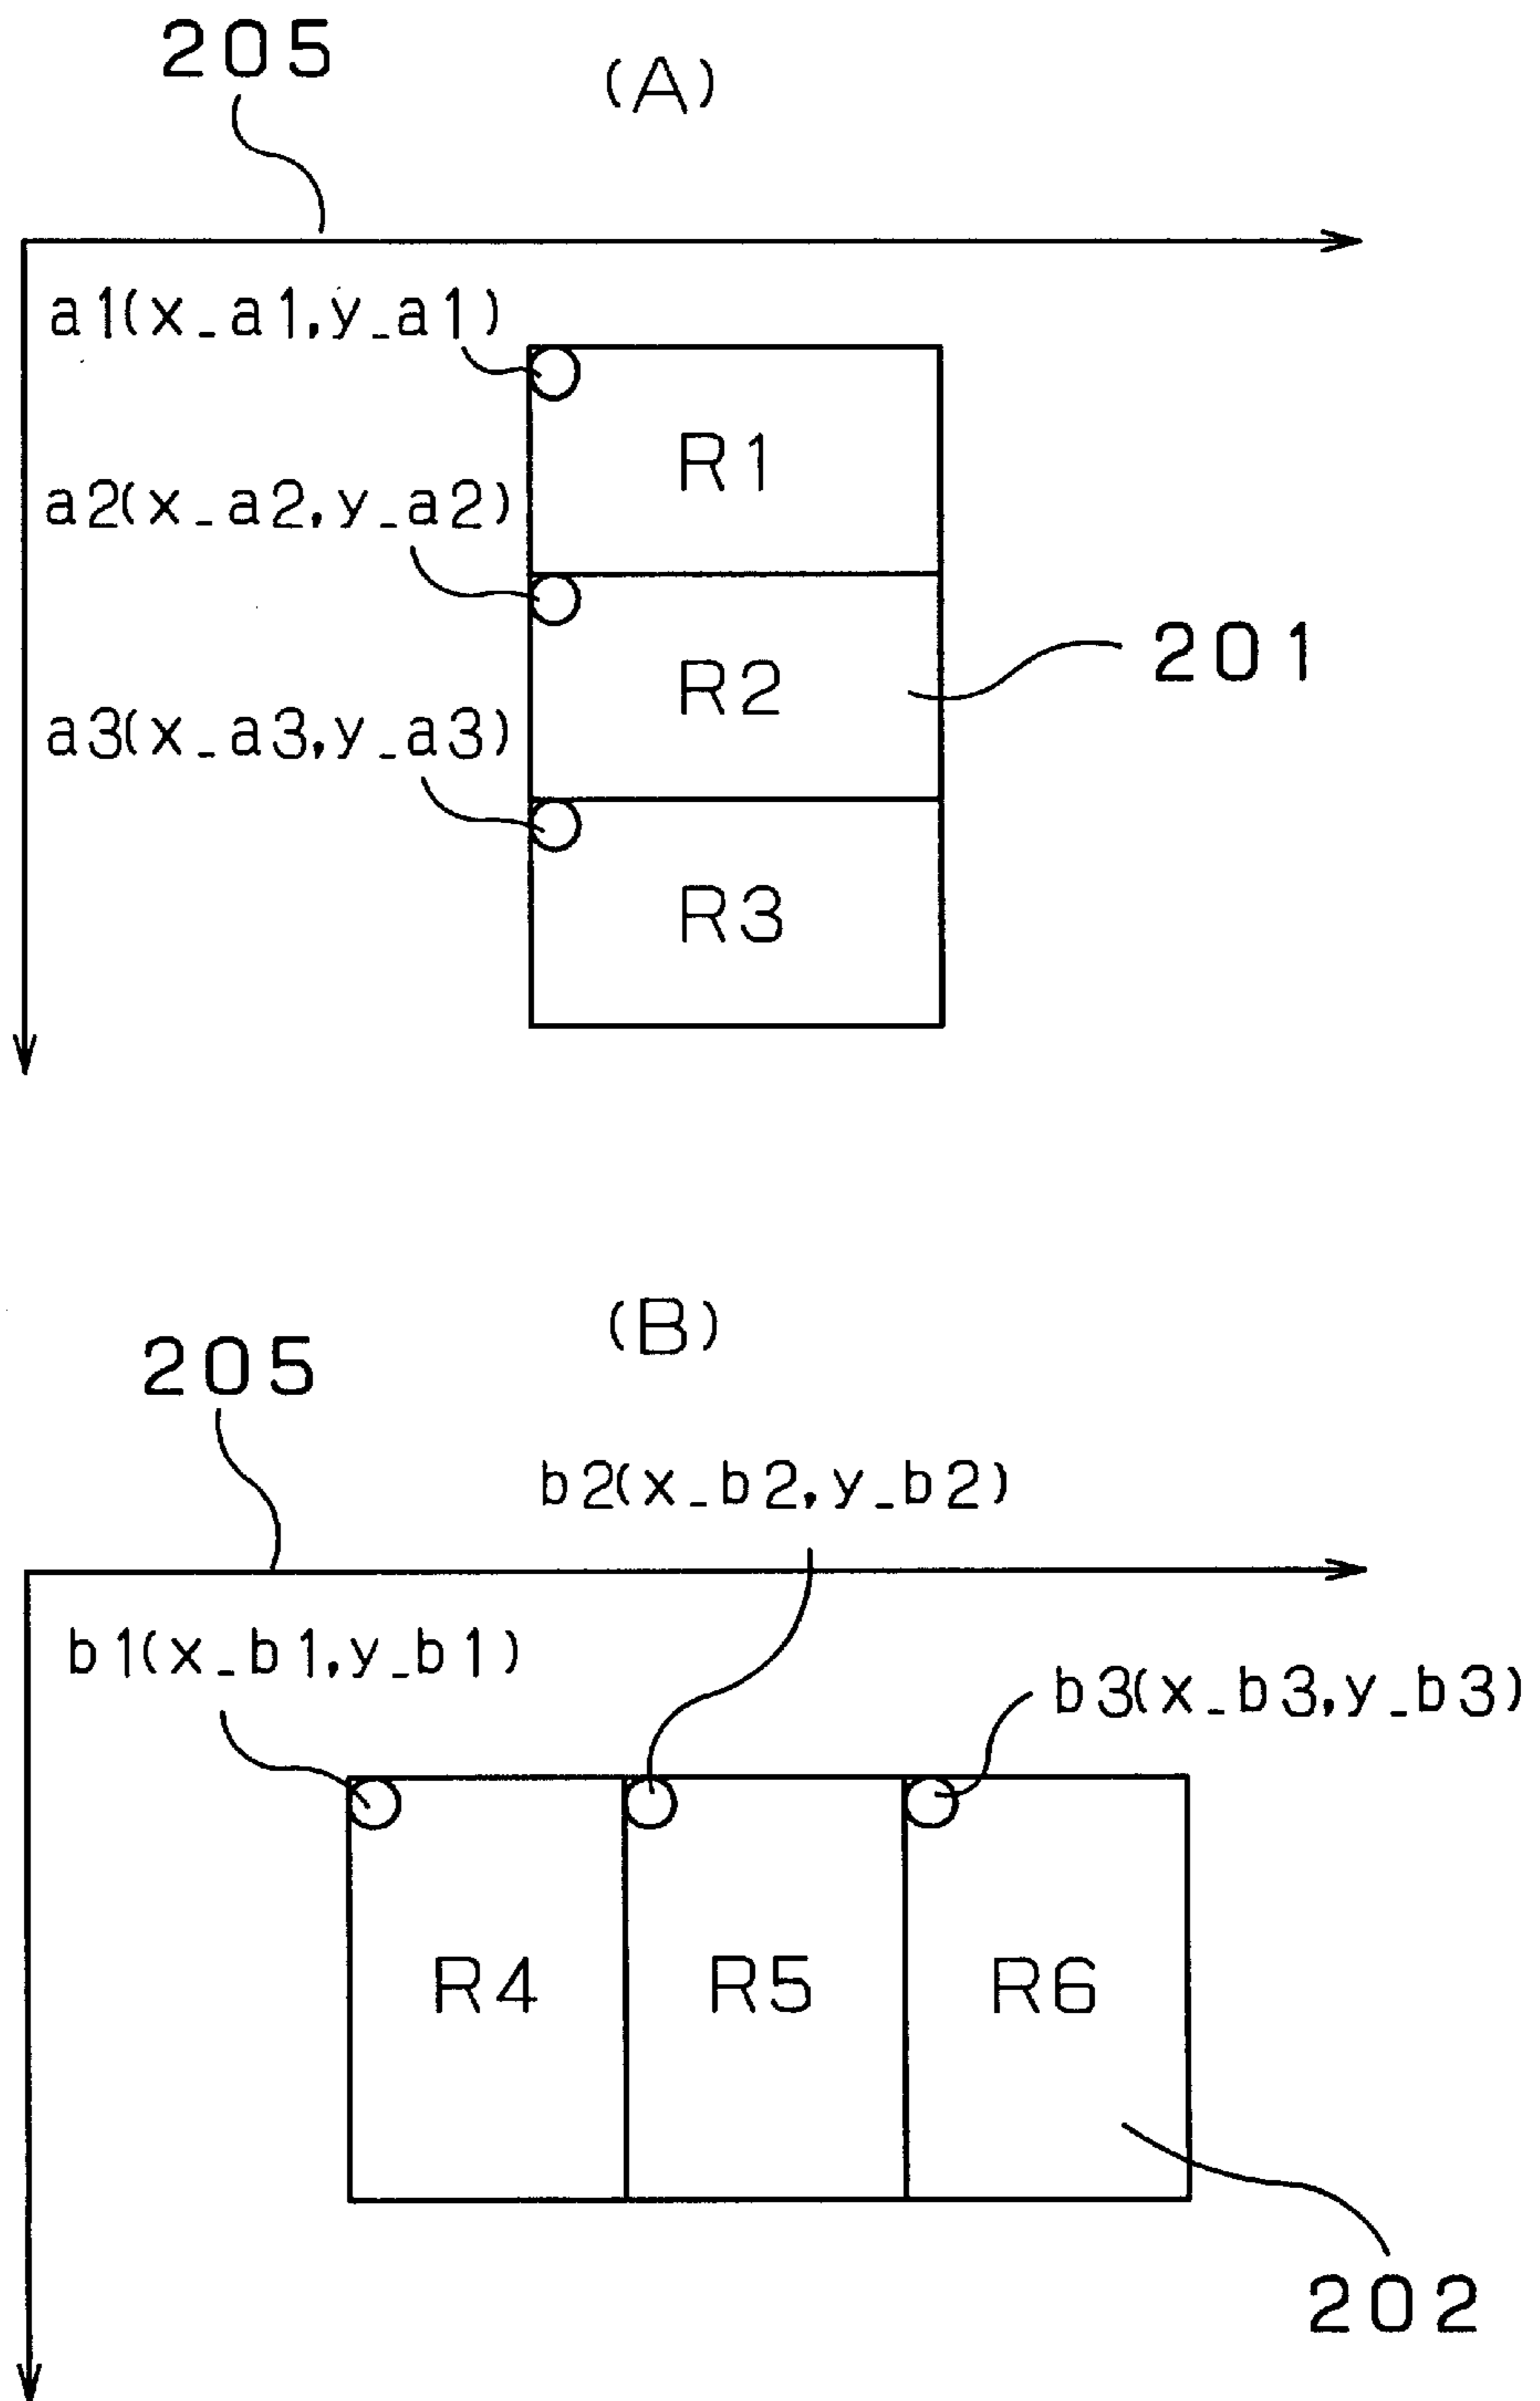 205
(A)
a1(x_a1,y_a1)
R1
a2(x_a2,y_a2)
R2
201
a3(x_a3,y_a3)
R3
(B)
205
b2(x_b2,y_b2)
b1(x_b1,y_b1)
b3(x_b3,y_b3)
R4 R5 R6
202